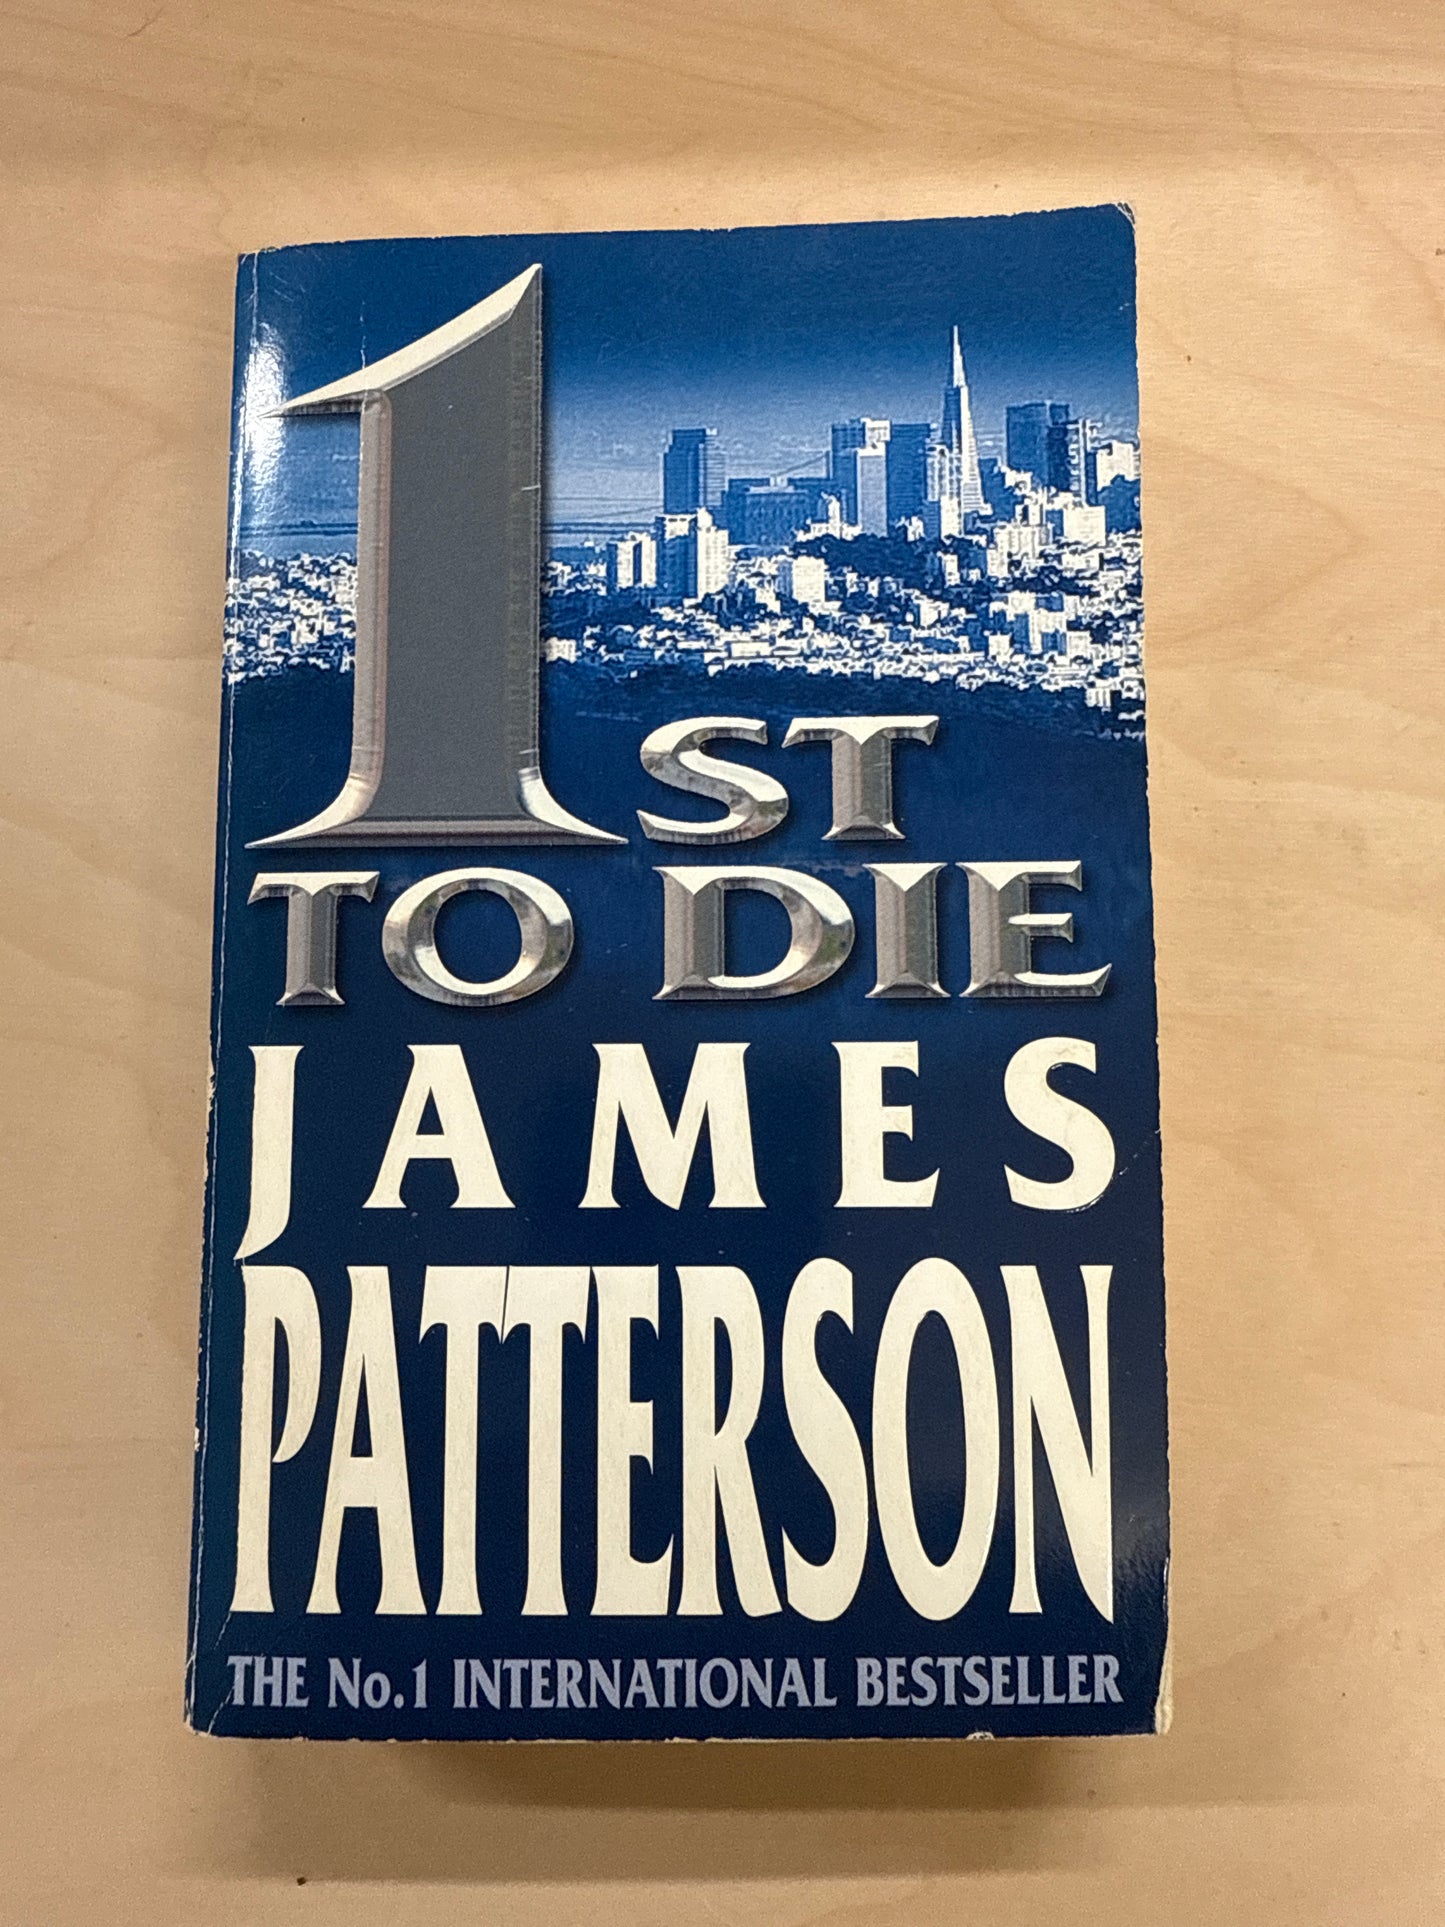 1ST
TO DIE
JAMES
PATTERSON
THE No.1 INTERNATIONAL BESTSELLER